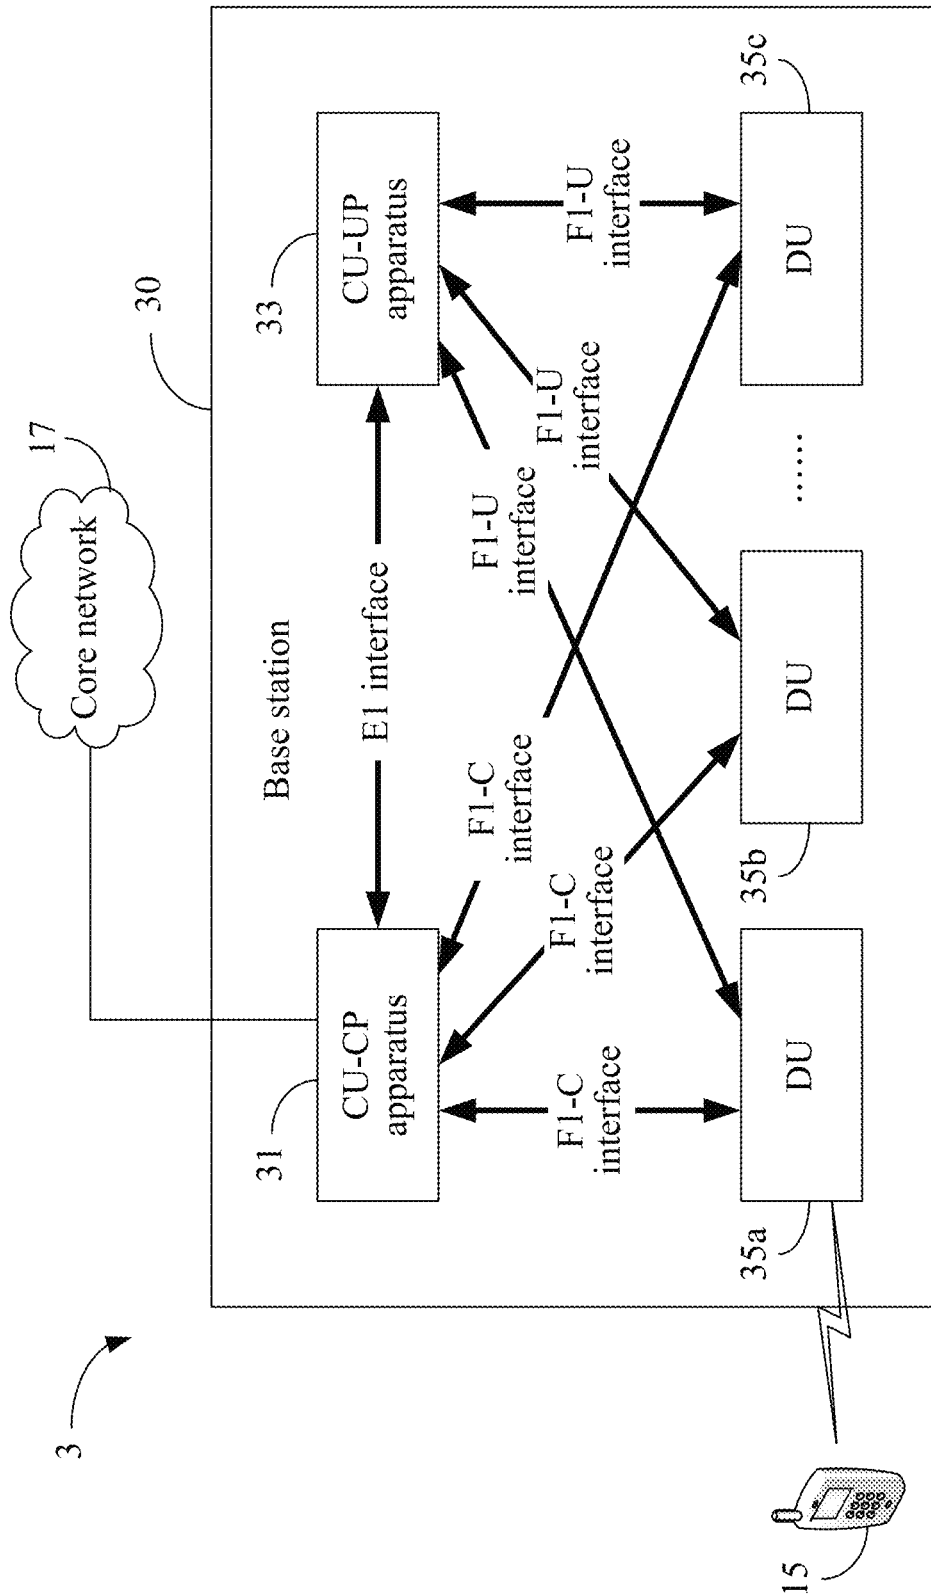 3
Core network
17
30
Base station
31
CU-CP
apparatus
E1 interface
33
CU-UP
apparatus
F1-C
interface
F1-C
interface
F1-C
interface
F1-U
interface
F1-U
interface
F1-U
interface
35a
DU
35b
DU
.......
DU
35c
15